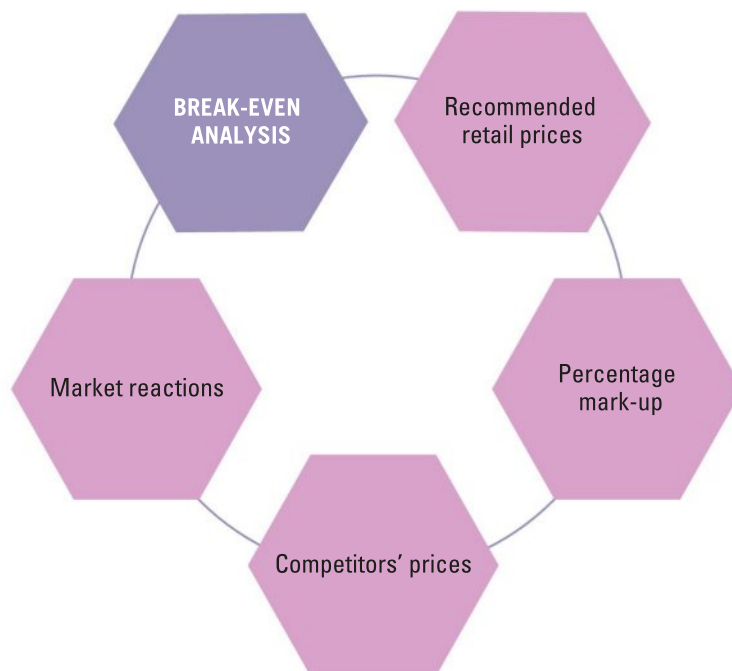 BREAK-EVEN
ANALYSIS
Recommended
retail prices
Market reactions
Percentage
mark-up
Competitors’ prices